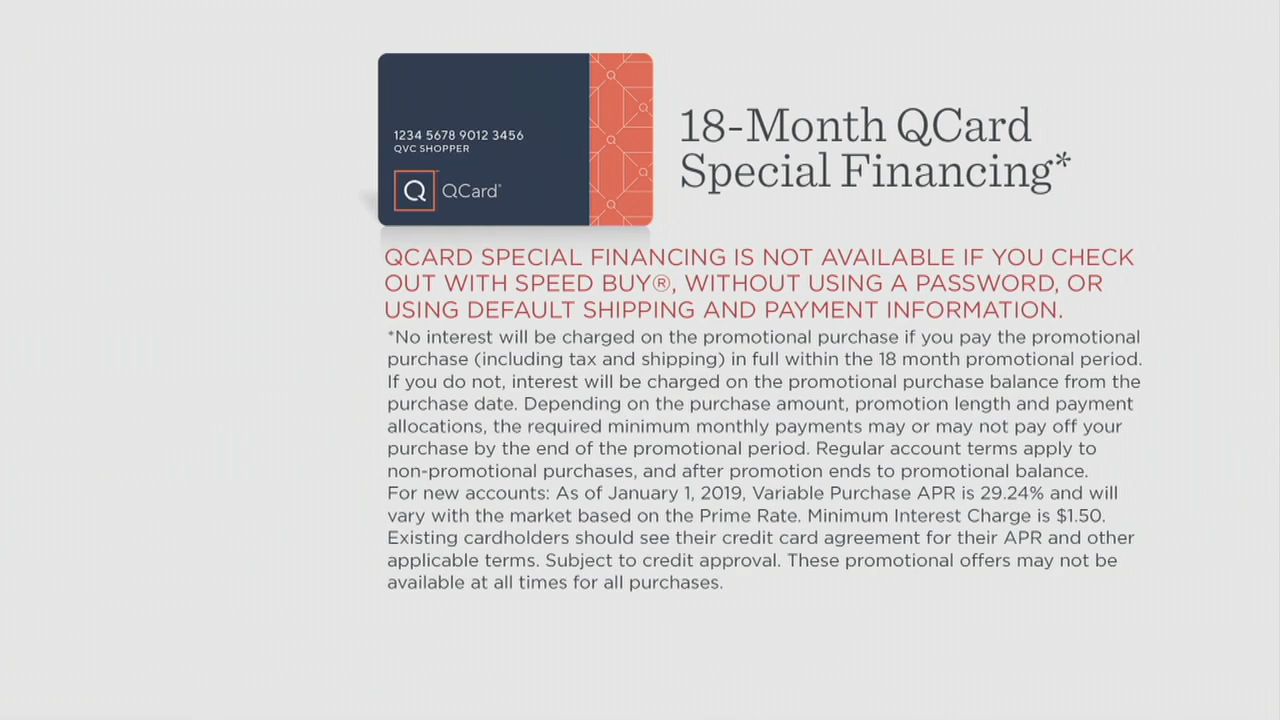 1234 5678 9012 3456
QVC SHOPPER
Q QCard®
18-Month QCard
Special Financing*
QCARD SPECIAL FINANCING IS NOT AVAILABLE IF YOU CHECK
OUT WITH SPEED BUY®, WITHOUT USING A PASSWORD, OR
USING DEFAULT SHIPPING AND PAYMENT INFORMATION.
*No interest will be charged on the promotional purchase if you pay the promotional
purchase (including tax and shipping) in full within the 18 month promotional period.
If you do not, interest will be charged on the promotional purchase balance from the
purchase date. Depending on the purchase amount, promotion length and payment
allocations, the required minimum monthly payments may or may not pay off your
purchase by the end of the promotional period. Regular account terms apply to
non-promotional purchases, and after promotion ends to promotional balance.
For new accounts: As of January 1, 2019, Variable Purchase APR is 29.24% and will
vary with the market based on the Prime Rate. Minimum Interest Charge is $1.50.
Existing cardholders should see their credit card agreement for their APR and other
applicable terms. Subject to credit approval. These promotional offers may not be
available at all times for all purchases.